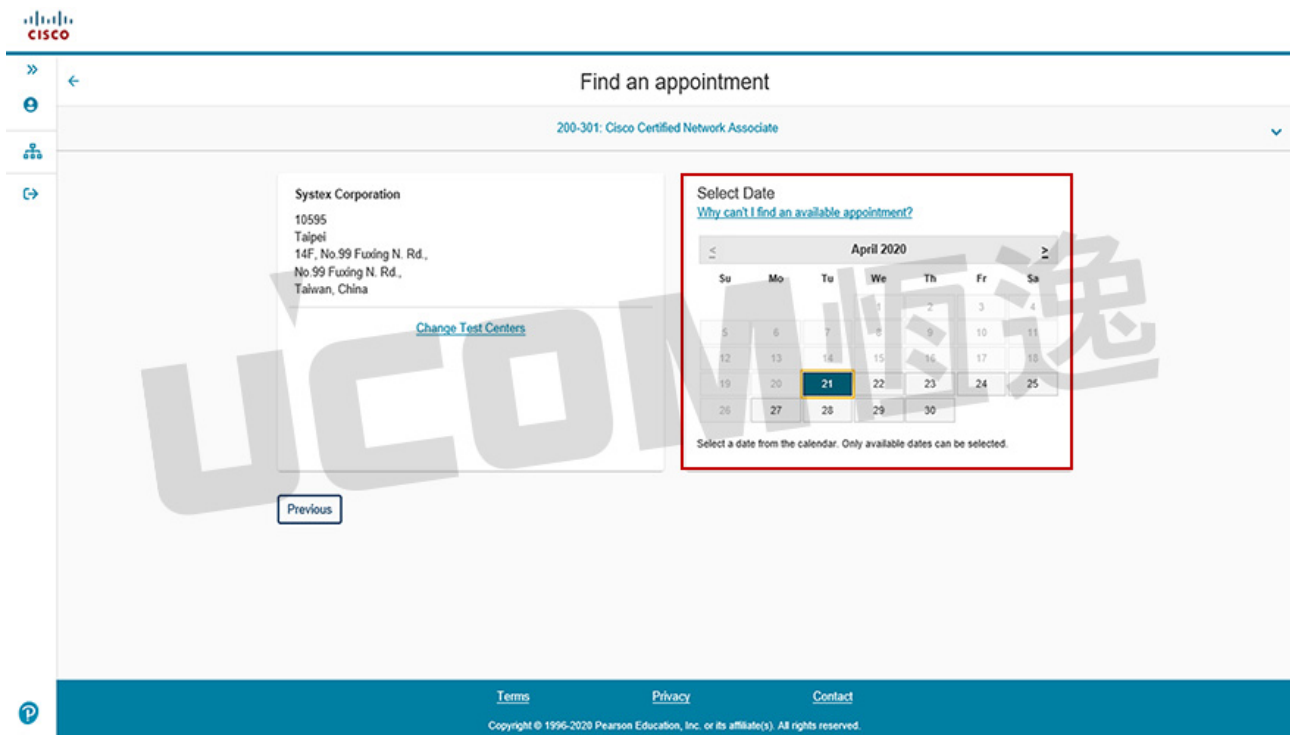 CISCO
Find an appointment
200-301: Cisco Certified Network Associate
Systex Corporation
10595
Taipei
14F, No.99 Fuxing N. Rd.,
No.99 Fuxing N. Rd.,
Taiwan, China
Change Test Centers
Select Date
Why can't I find an available appointment?
< April 2020 >
Su Mo Tu We Th Fr Sa
1 2 3 4
5 6 7 8 9 10 11
12 13 14 15 16 17 18
19 20 21 22 23 24 25
26 27 28 29 30
Select a date from the calendar. Only available dates can be selected.
Previous
UCOM恒逸
Terms Privacy Contact
Copyright © 1996-2020 Pearson Education, Inc. or its affiliate(s). All rights reserved.